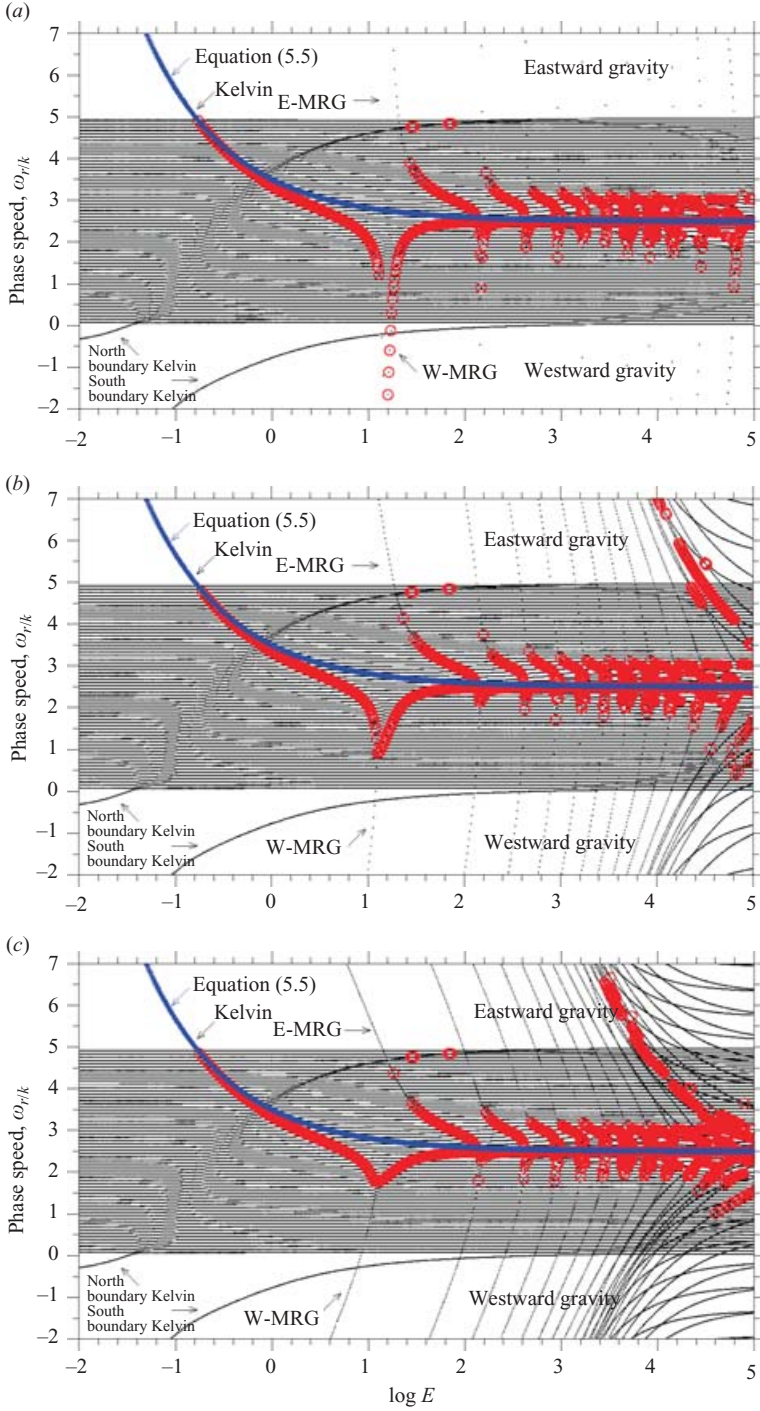 (a)
7
6
5
4
3
2
1
0
−1
−2
Phase speed, ωr/k
Equation (5.5)
Kelvin
E-MRG
Eastward gravity
North
boundary Kelvin
South
boundary Kelvin
W-MRG
Westward gravity
−2 −1 0 1 2 3 4 5
(b)
7
6
5
4
3
2
1
0
−1
−2
Phase speed, ωr/k
Equation (5.5)
Kelvin
E-MRG
Eastward gravity
North
boundary Kelvin
South
boundary Kelvin
W-MRG
Westward gravity
−2 −1 0 1 2 3 4 5
(c)
7
6
5
4
3
2
1
0
−1
−2
Phase speed, ωr/k
Equation (5.5)
Kelvin
E-MRG
Eastward gravity
North
boundary Kelvin
South
boundary Kelvin
W-MRG
Westward gravity
−2 −1 0 1 2 3 4 5
log E